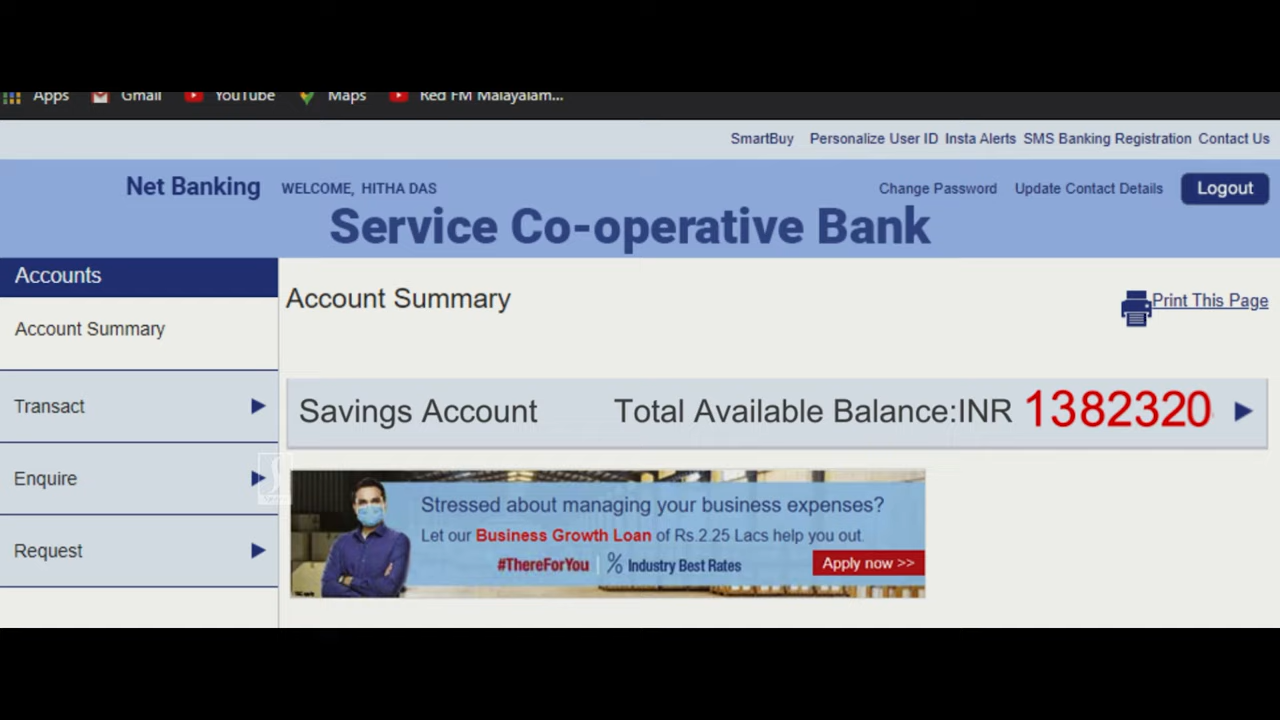 Apps Gmail YouTube Maps Red FM Malayalam...
SmartBuy Personalize User ID Insta Alerts SMS Banking Registration Contact Us
Net Banking WELCOME, HITHA DAS Change Password Update Contact Details Logout
Service Co-operative Bank
Accounts
Account Summary
Transact
Enquire
Request
Account Summary
Print This Page
Savings Account Total Available Balance:INR 1382320
Stressed about managing your business expenses?
Let our Business Growth Loan of Rs.2.25 Lacs help you out.
#ThereForYou | % Industry Best Rates
Apply now >>